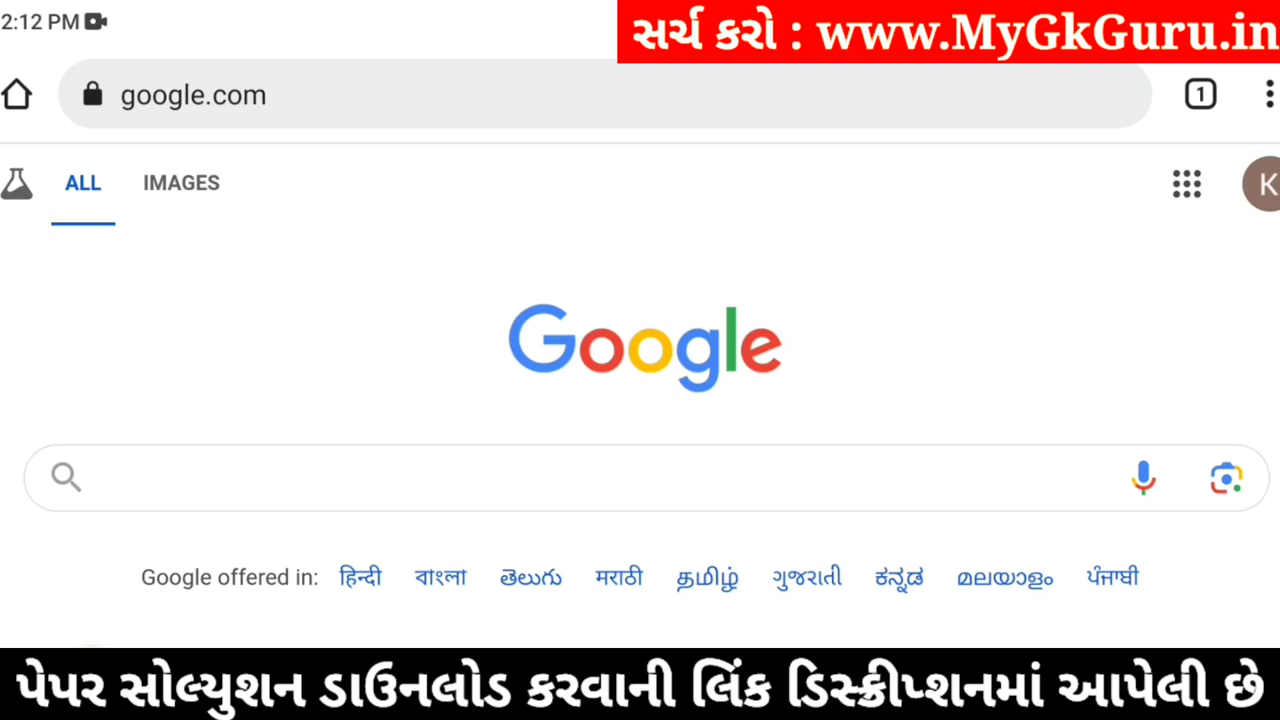 2:12 PM
સર્ચ કરો : www.MyGkGuru.in
google.com
1
ALL IMAGES
K
Google
Google offered in: हिन्दी বাংলা తెలుగు मराठी தமிழ் ગુજરાતી ಕನ್ನಡ മലയാളം ਪੰਜਾਬੀ
પેપર સોલ્યુશન ડાઉનલોડ કરવાની લિંક ડિસ્ક્રીપ્શનમાં આપેલી છે